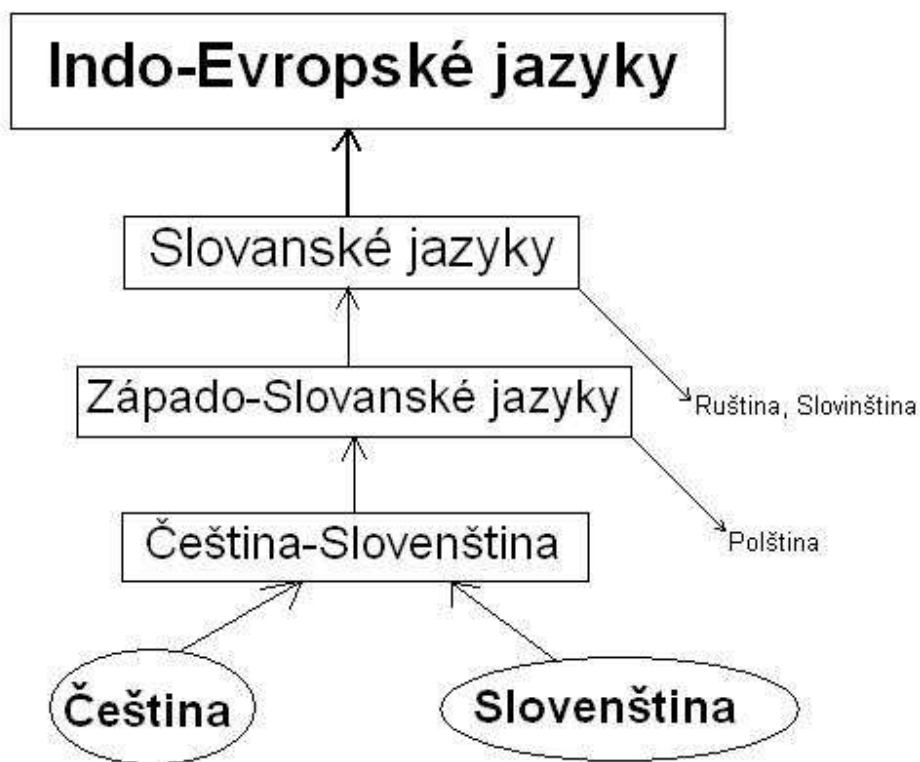 Indo-Evropské jazyky
Slovanské jazyky
Západo-Slovanské jazyky
Ruština, Slovinština
Čeština-Slovenština
Polština
Čeština
Slovenština